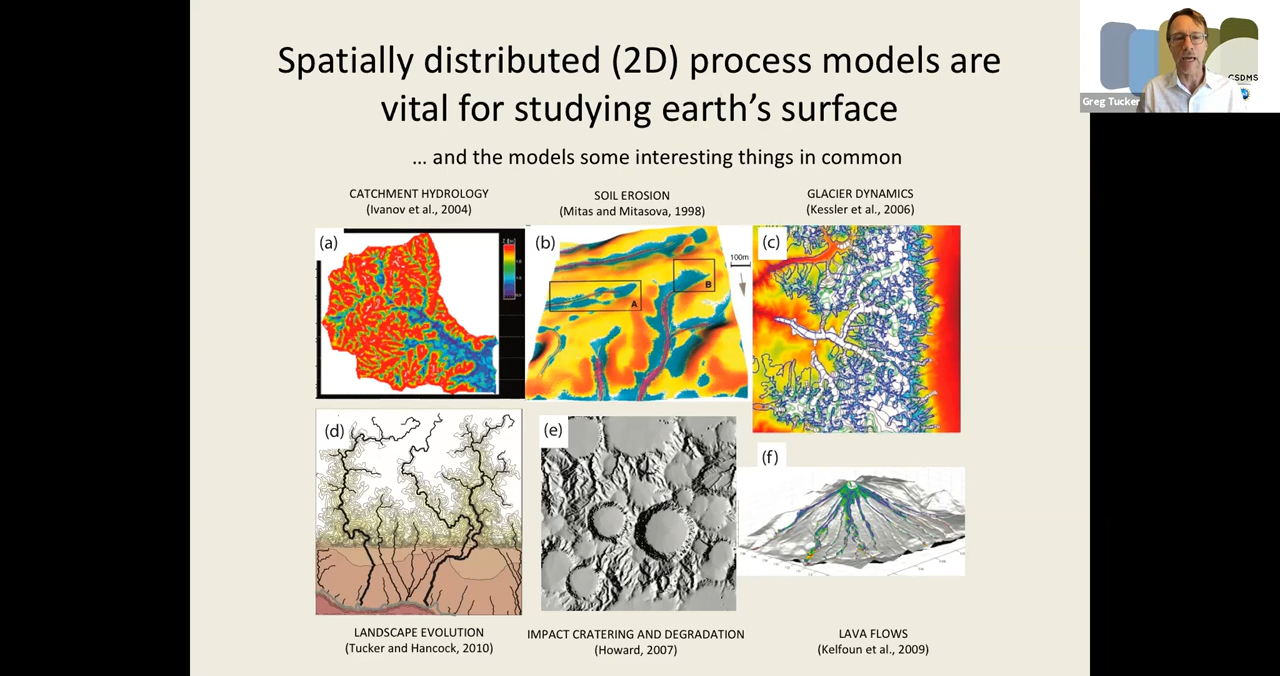 Spatially distributed (2D) process models are
vital for studying earth's surface
... and the models some interesting things in common
CATCHMENT HYDROLOGY
(Ivanov et al., 2004)
SOIL EROSION
(Mitas and Mitasova, 1998)
GLACIER DYNAMICS
(Kessler et al., 2006)
(a)
(b)
100m
A
B
(c)
(d)
(e)
(f)
LANDSCAPE EVOLUTION
(Tucker and Hancock, 2010)
IMPACT CRATERING AND DEGRADATION
(Howard, 2007)
LAVA FLOWS
(Kelfoun et al., 2009)
CSDMS
Greg Tucker